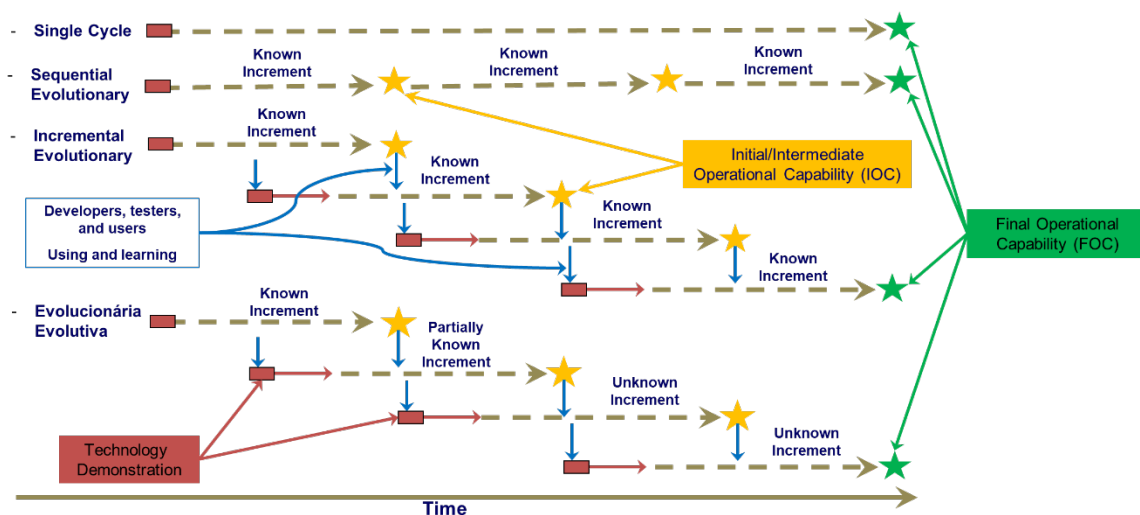 - Single Cycle
Known
Increment
Known
Increment
Known
Increment
- Sequential
Evolutionary
Known
Increment
- Incremental
Evolutionary
Known
Increment
Initial/Intermediate
Operational Capability (IOC)
Developers, testers,
and users
Using and learning
Known
Increment
Final Operational
Capability (FOC)
Known
Increment
Known
Increment
- Evolucionária
Evolutiva
Partially
Known
Increment
Unknown
Increment
Unknown
Increment
Technology
Demonstration
Time